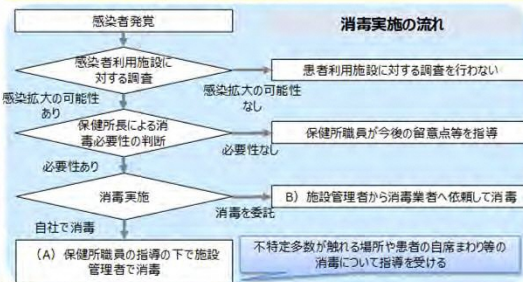 消毒実施の流れ
感染者発覚
感染者利用施設に
対する調査
患者利用施設に対する調査を行わない
感染拡大の可能性
あり
感染拡大の可能性
なし
保健所長による消
毒必要性の判断
保健所職員が今後の留意点等を指導
必要性なし
必要性あり
消毒実施
B）施設管理者から消毒業者へ依頼して消毒
消毒を委託
自社で消毒
（A）保健所職員の指導の下で施設
管理者で消毒
不特定多数が触れる場所や患者の自席まわり等の
消毒について指導を受ける